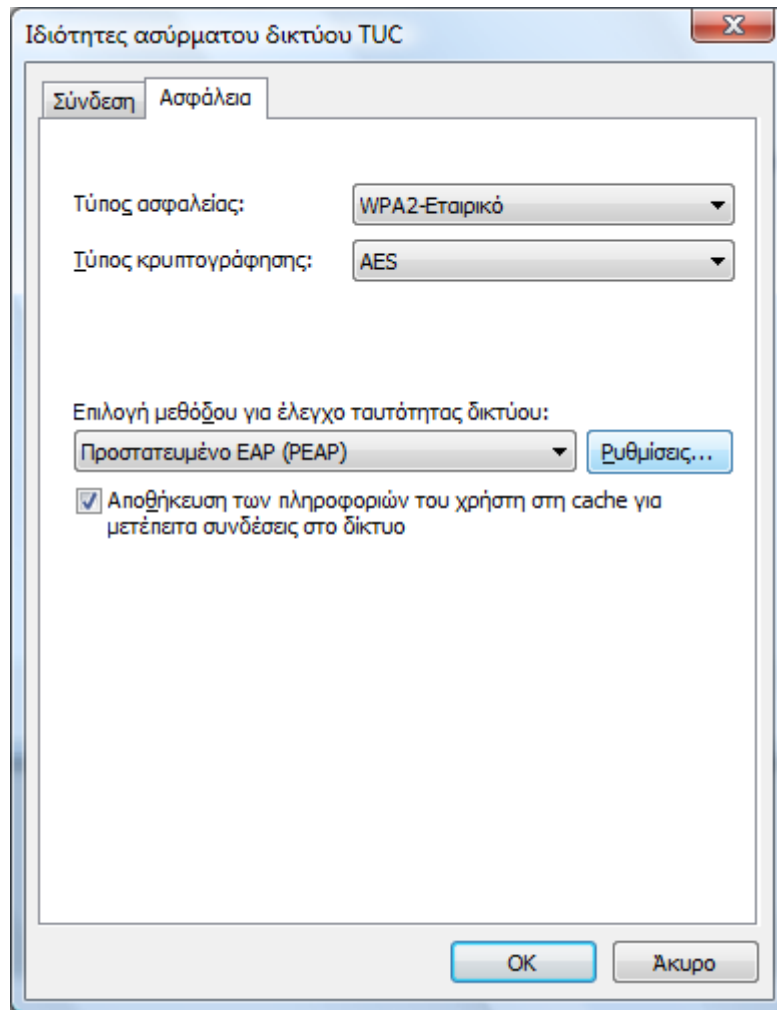 Ιδιότητες ασύρματου δικτύου TUC
Σύνδεση
Ασφάλεια
Τύπος ασφαλείας:
WPA2-Εταιρικό
Τύπος κρυπτογράφησης:
AES
Επιλογή μεθόδου για έλεγχο ταυτότητας δικτύου:
Προστατευμένο EAP (PEAP)
Ρυθμίσεις...
Αποθήκευση των πληροφοριών του χρήστη στη cache για
μετέπειτα συνδέσεις στο δίκτυο
OK
Άκυρο